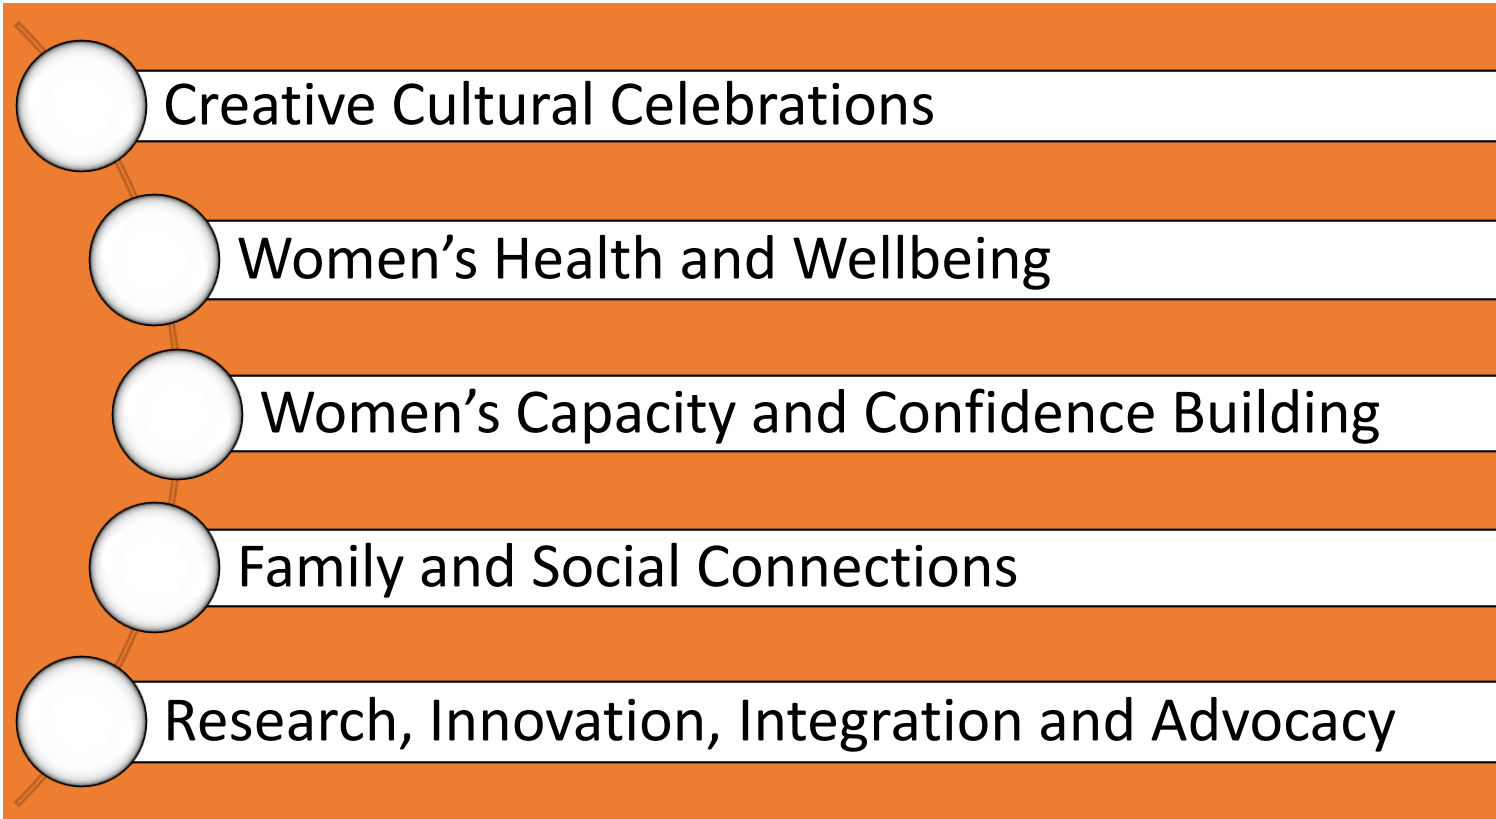 Creative Cultural Celebrations
Women’s Health and Wellbeing
Women’s Capacity and Confidence Building
Family and Social Connections
Research, Innovation, Integration and Advocacy